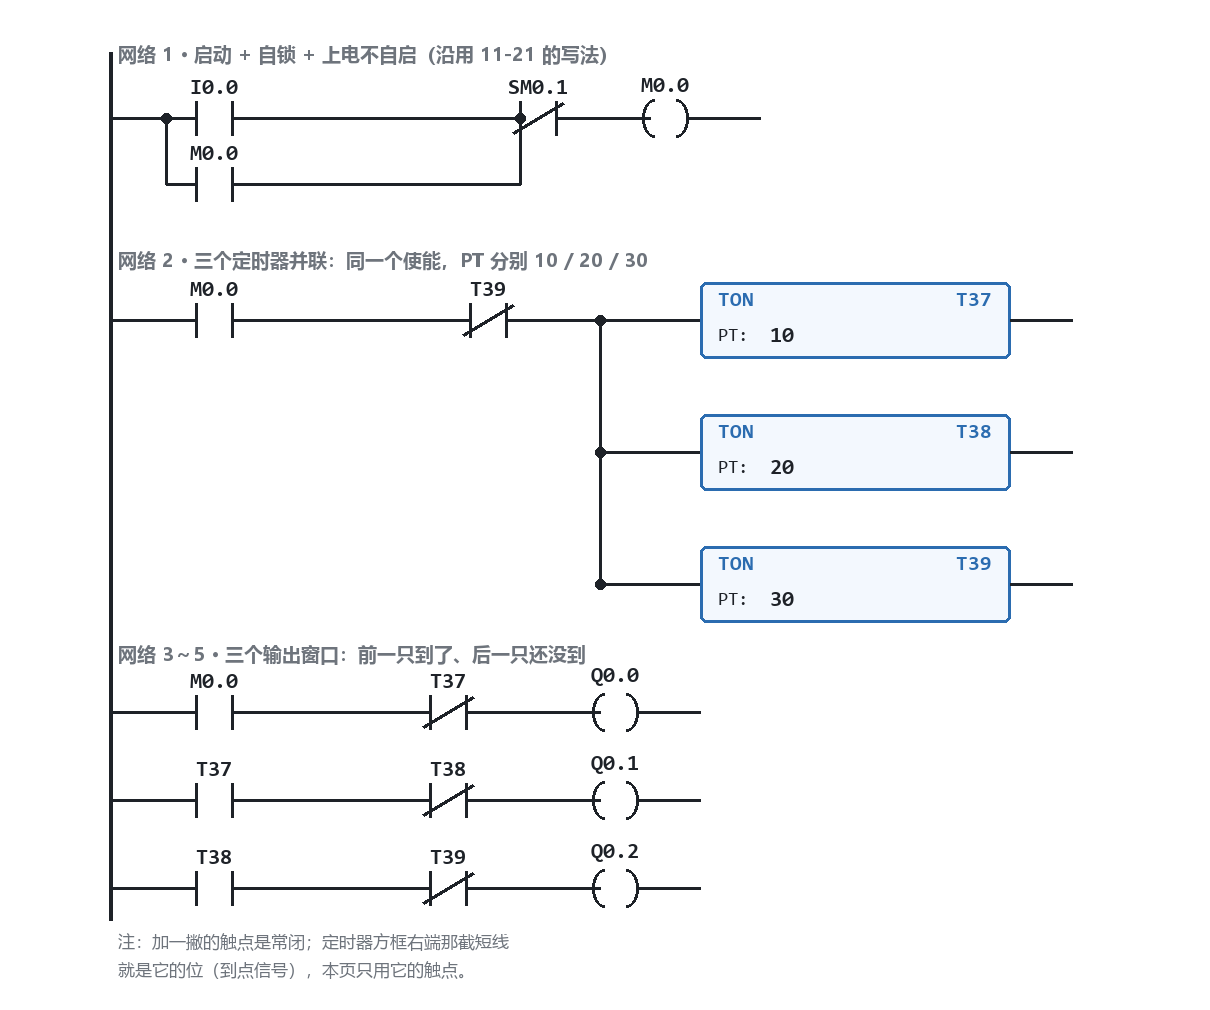 网络 1・启动 + 自锁 + 上电不自启（沿用 11-21 的写法）
I0.0 SM0.1 M0.0
M0.0
网络 2・三个定时器并联：同一个使能，PT 分别 10 / 20 / 30
M0.0 T39
TON T37
PT: 10
TON T38
PT: 20
TON T39
PT: 30
网络 3～5・三个输出窗口：前一只到了、后一只还没到
M0.0 T37 Q0.0
T37 T38 Q0.1
T38 T39 Q0.2
注：加一撇的触点是常闭；定时器方框右端那截短线
就是它的位（到点信号），本页只用它的触点。